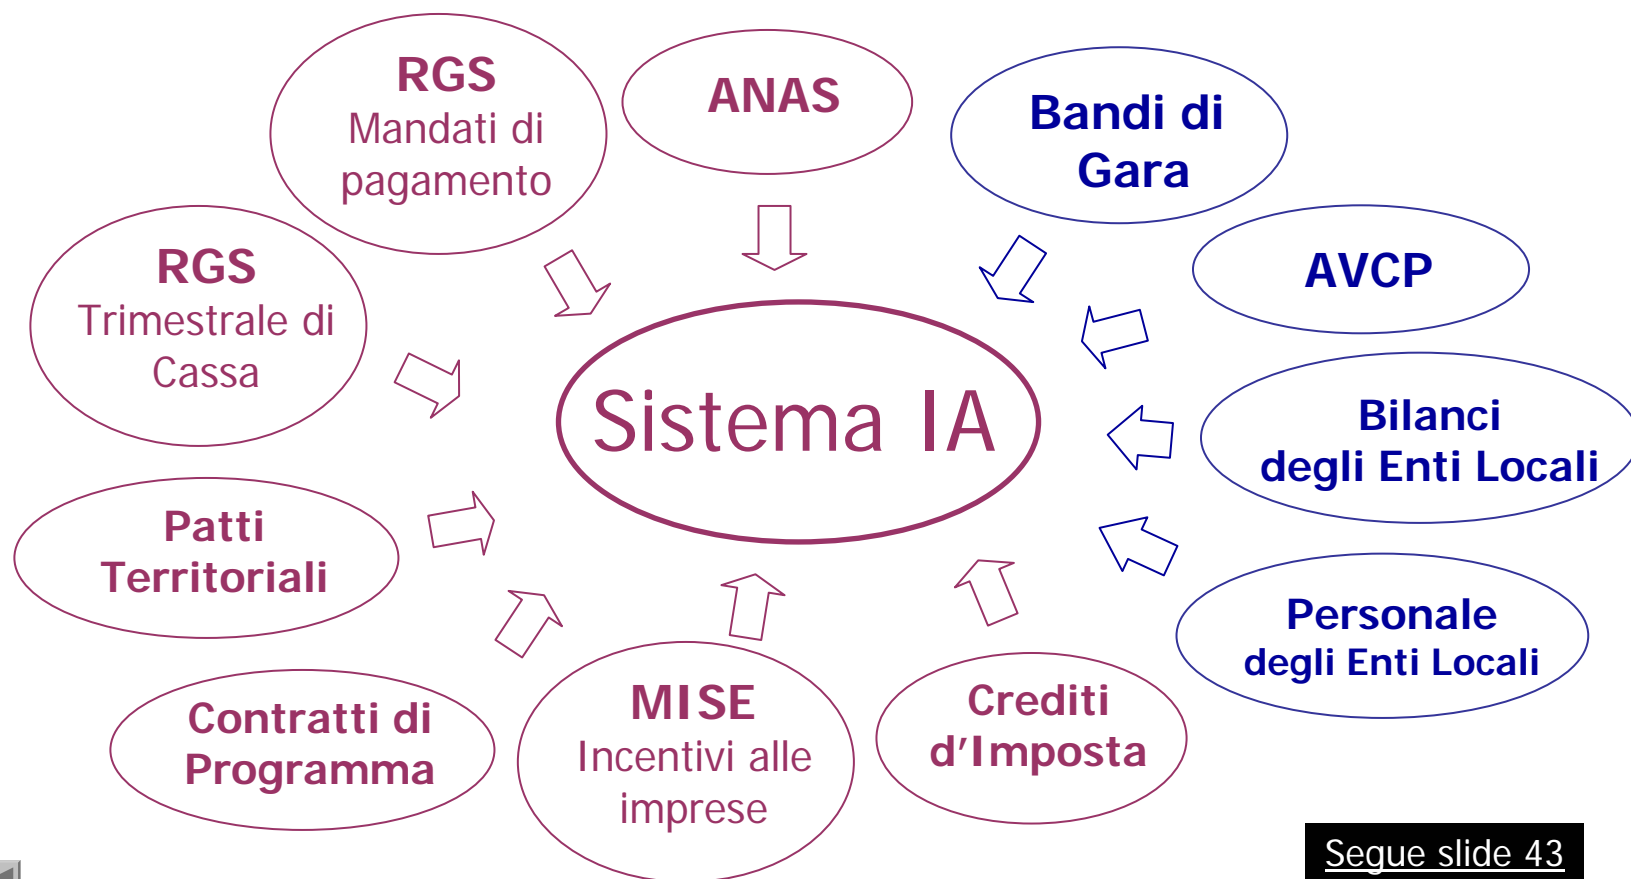 RGS
Mandati di
pagamento
ANAS
Bandi di
Gara
RGS
Trimestrale di
Cassa
AVCP
Sistema IA
Bilanci
degli Enti Locali
Patti
Territoriali
Personale
degli Enti Locali
Contratti di
Programma
MISE
Incentivi alle
imprese
Crediti
d’Imposta
Segue slide 43